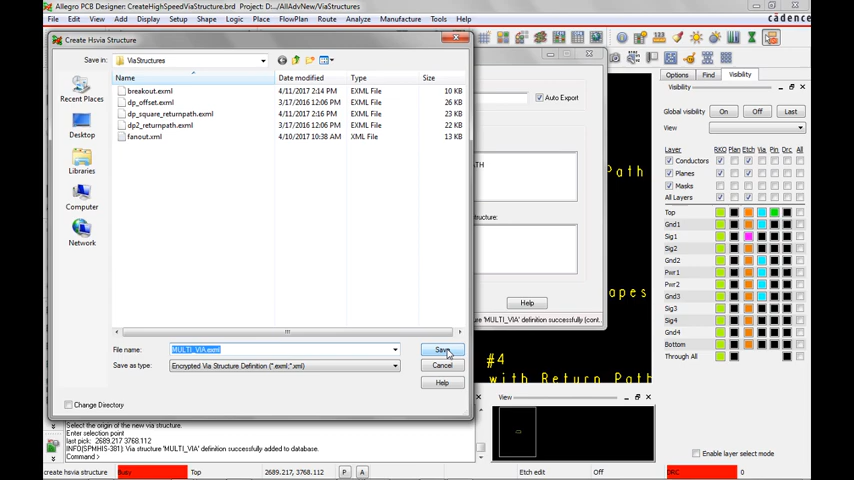 Allegro PCB Designer: CreateHighSpeedViaStructure.brd Project: D:.../AllAdvNew/ViaStructures
File Edit View Add Display Setup Shape Logic Place FlowPlan Route Analyze Manufacture Tools Help
cadence
Create Hsvia Structure
Save in: ViaStructures
Name Date modified Type Size
breakout.exml 4/11/2017 2:14 PM EXML File 10 KB
dp_offset.exml 3/17/2016 12:06 PM EXML File 26 KB
dp_square2_returnpath.exml 4/11/2017 2:16 PM EXML File 23 KB
dp2_returnpath.exml 3/17/2016 12:06 PM EXML File 22 KB
fanout.xml 4/10/2017 10:38 AM XML File 13 KB
Recent Places
Desktop
Libraries
Computer
Network
File name: MULTI_VIA.exml Save
Save as type: Encrypted Via Structure Definition (*.exml;*.xml) Cancel
Help
Change Directory
Auto Export
PATH
ructure:
Help
ure 'MULTI_VIA' definition successfully (cont.
Path
apes
#4
with Return Path
Options Find Visibility
Visibility
Global visibility On Off Last
View
Layer RKO Plan Etch Via Pin Drc All
Conductors
Planes
Masks
All Layers
Top
Gnd1
Sig1
Sig2
Gnd2
Pwr1
Pwr2
Gnd3
Sig3
Sig4
Gnd4
Bottom
Through All
Enable layer select mode
View
Select the origin of the new via structure.
Enter selection point
last pick: 2689.217 3768.112
INFO(SPMHIS-381): Via structure 'MULTI_VIA' definition successfully added to database.
Command >
create hsvia structure Busy Top 2689.217, 3768.112 P A Etch edit Off DRC 0